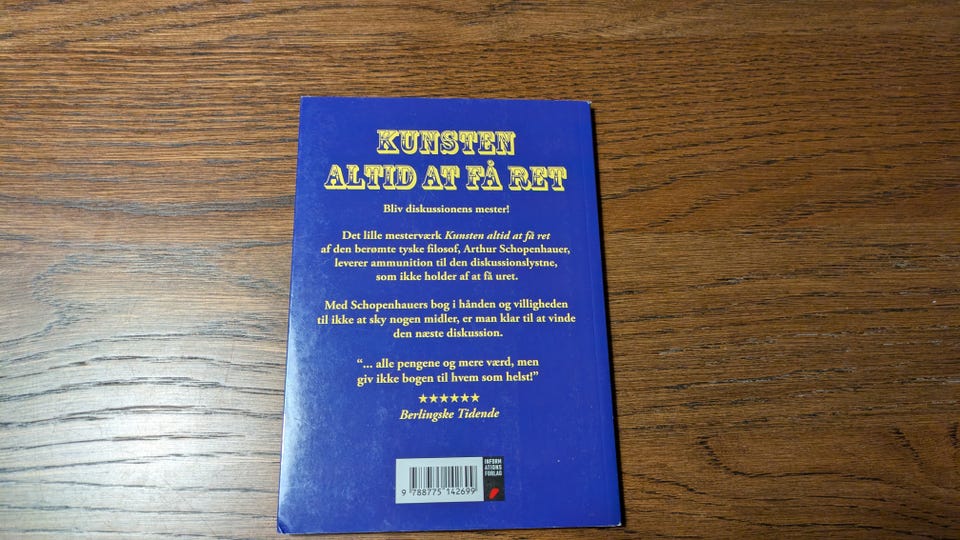 KUNSTEN
ALTID AT FÅ RET
Bliv diskussionens mester!
Det lille mesterværk Kunsten altid at få ret
af den berømte tyske filosof, Arthur Schopenhauer,
leverer ammunition til den diskussionslystne,
som ikke holder af at få uret.
Med Schopenhauers bog i hånden og villigheden
til ikke at sky nogen midler, er man klar til at vinde
den næste diskussion.
“... alle pengene og mere værd, men
giv ikke bogen til hvem som helst!”
★★★★★★
Berlingske Tidende
INFORM
ATIONS
FORLAG
9 788775 142699